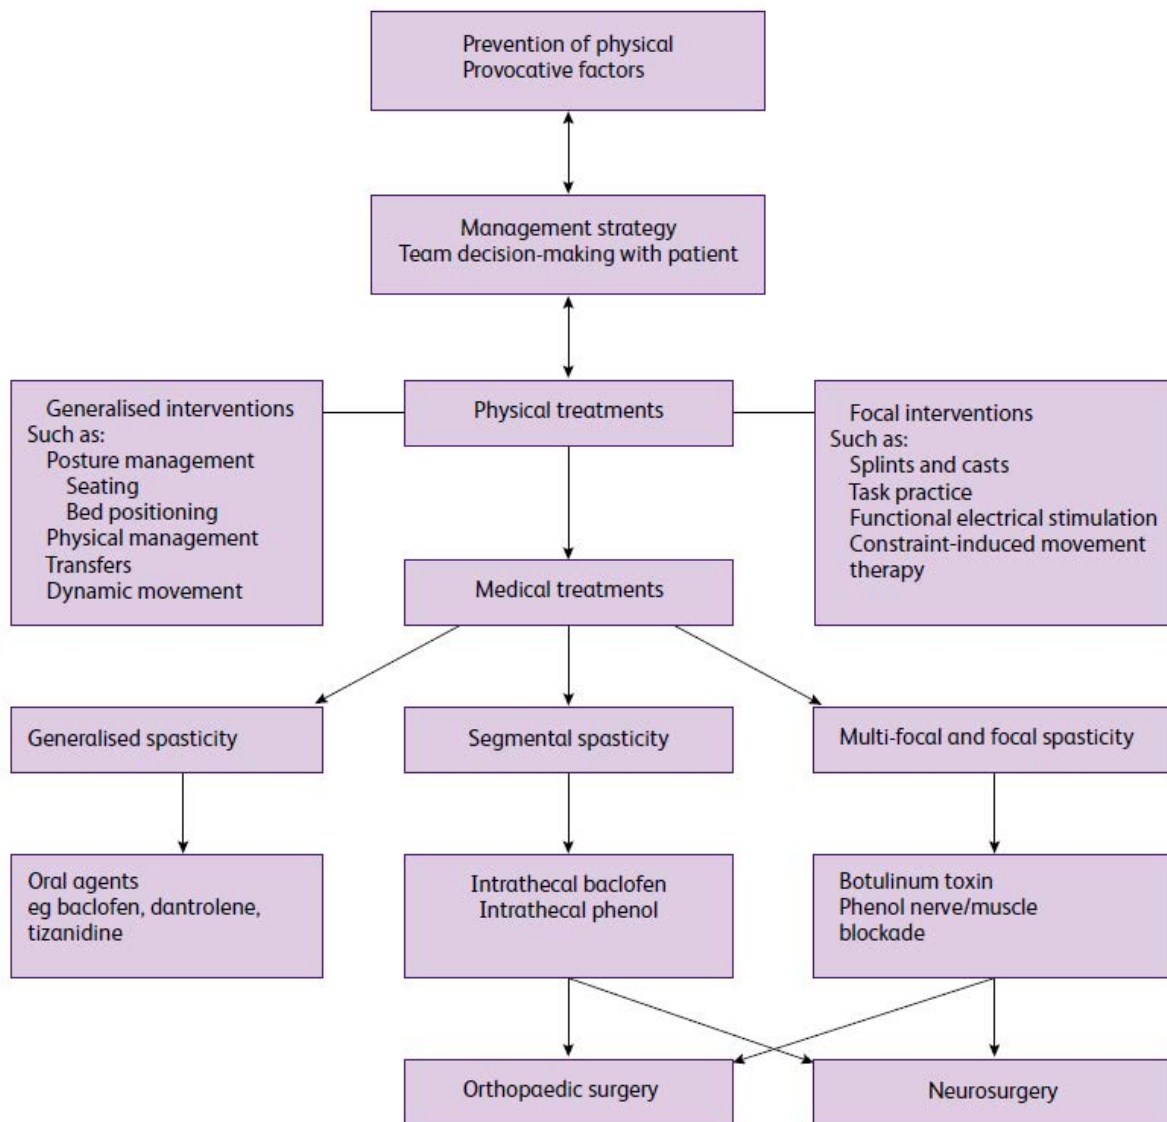 Prevention of physical
Provocative factors
Management strategy
Team decision-making with patient
Generalised interventions
Such as:
Posture management
Seating
Bed positioning
Physical management
Transfers
Dynamic movement
Physical treatments
Focal interventions
Such as:
Splints and casts
Task practice
Functional electrical stimulation
Constraint-induced movement
therapy
Medical treatments
Generalised spasticity
Segmental spasticity
Multi-focal and focal spasticity
Oral agents
eg baclofen, dantrolene,
tizanidine
Intrathecal baclofen
Intrathecal phenol
Botulinum toxin
Phenol nerve/muscle
blockade
Orthopaedic surgery
Neurosurgery